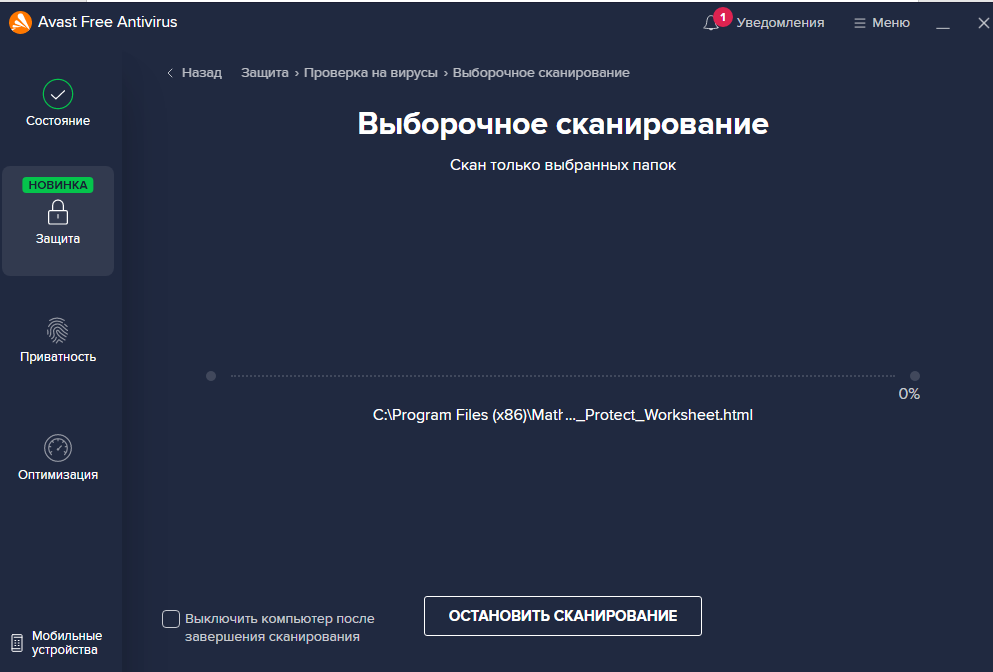 Avast Free Antivirus
1
Уведомления
Меню
Назад Защита › Проверка на вирусы › Выборочное сканирование
Состояние
НОВИНКА
Защита
Приватность
Оптимизация
Мобильные
устройства
Выборочное сканирование
Скан только выбранных папок
0%
C:\Program Files (x86)\Math..._Protect_Worksheet.html
Выключить компьютер после
завершения сканирования
ОСТАНОВИТЬ СКАНИРОВАНИЕ